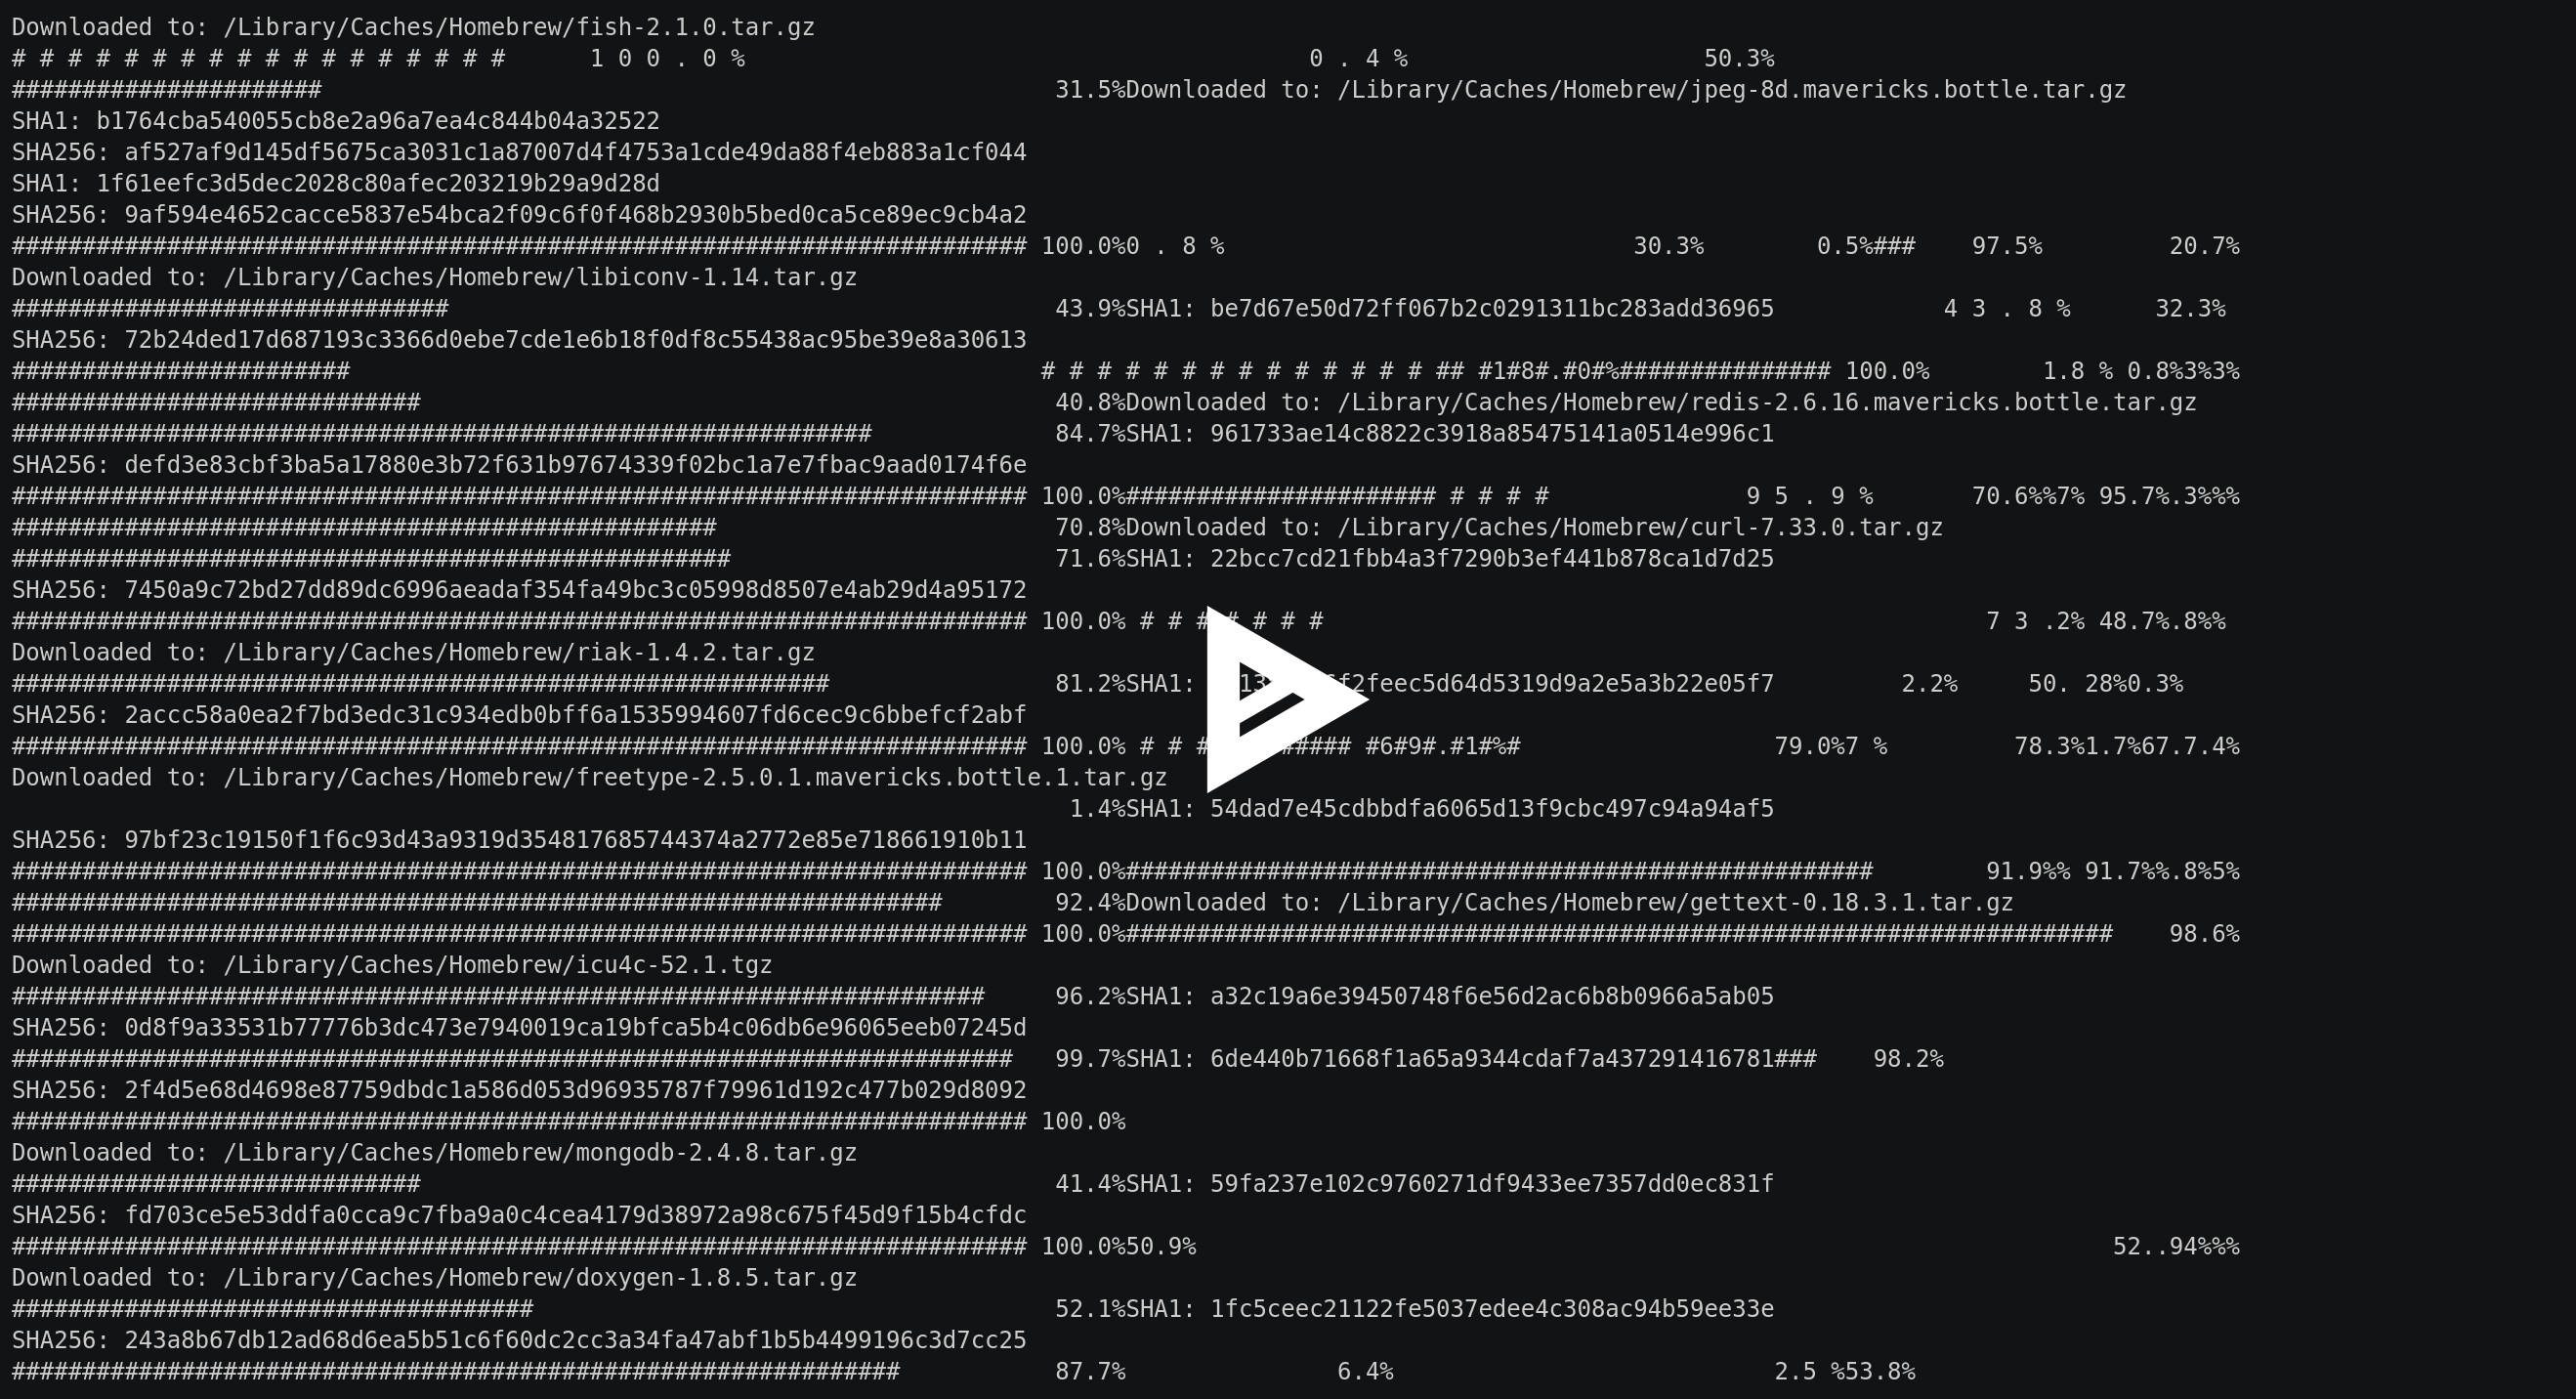 Downloaded to: /Library/Caches/Homebrew/fish-2.1.0.tar.gz
# # # # # # # # # # # # # # # # # #      1 0 0 . 0 %                                        0 . 4 %                     50.3%
######################                                                    31.5%Downloaded to: /Library/Caches/Homebrew/jpeg-8d.mavericks.bottle.tar.gz
SHA1: b1764cba540055cb8e2a96a7ea4c844b04a32522
SHA256: af527af9d145df5675ca3031c1a87007d4f4753a1cde49da88f4eb883a1cf044
SHA1: 1f61eefc3d5dec2028c80afec203219b29a9d28d
SHA256: 9af594e4652cacce5837e54bca2f09c6f0f468b2930b5bed0ca5ce89ec9cb4a2
######################################################################## 100.0%0 . 8 %                             30.3%        0.5%###    97.5%         20.7%
Downloaded to: /Library/Caches/Homebrew/libiconv-1.14.tar.gz
###############################                                           43.9%SHA1: be7d67e50d72ff067b2c0291311bc283add36965            4 3 . 8 %      32.3%
SHA256: 72b24ded17d687193c3366d0ebe7cde1e6b18f0df8c55438ac95be39e8a30613
########################                                                 # # # # # # # # # # # # # # ## #1#8#.#0#%############### 100.0%        1.8 % 0.8%3%3%
#############################                                             40.8%Downloaded to: /Library/Caches/Homebrew/redis-2.6.16.mavericks.bottle.tar.gz
#############################################################             84.7%SHA1: 961733ae14c8822c3918a85475141a0514e996c1
SHA256: defd3e83cbf3ba5a17880e3b72f631b97674339f02bc1a7e7fbac9aad0174f6e
######################################################################## 100.0%###################### # # # #              9 5 . 9 %       70.6%%7% 95.7%.3%%%
##################################################                        70.8%Downloaded to: /Library/Caches/Homebrew/curl-7.33.0.tar.gz
###################################################                       71.6%SHA1: 22bcc7cd21fbb4a3f7290b3ef441b878ca1d7d25
SHA256: 7450a9c72bd27dd89dc6996aeadaf354fa49bc3c05998d8507e4ab29d4a95172
######################################################################## 100.0% # # # # # # #                                               7 3 .2% 48.7%.8%%
Downloaded to: /Library/Caches/Homebrew/riak-1.4.2.tar.gz
##########################################################                81.2%SHA1:         2.2%     50. 28%0.3%
SHA256: 2accc58a0ea2f7bd3edc31c934edb0bff6a1535994607fd6cec9c6bbefcf2abf
######################################################################## 100.0% # # # ##### #6#9#.#1#%#                  79.0%7 %         78.3%1.7%67.7.4%
Downloaded to: /Library/Caches/Homebrew/freetype-2.5.0.1.mavericks.bottle.1.tar.gz
1.4%SHA1: 54dad7e45cdbbdfa6065d13f9cbc497c94a94af5
SHA256: 97bf23c19150f1f6c93d43a9319d354817685744374a2772e85e718661910b11
######################################################################## 100.0%#####################################################        91.9%% 91.7%%.8%5%
##################################################################        92.4%Downloaded to: /Library/Caches/Homebrew/gettext-0.18.3.1.tar.gz
######################################################################## 100.0%######################################################################    98.6%
Downloaded to: /Library/Caches/Homebrew/icu4c-52.1.tgz
#####################################################################     96.2%SHA1: a32c19a6e39450748f6e56d2ac6b8b0966a5ab05
SHA256: 0d8f9a33531b77776b3dc473e7940019ca19bfca5b4c06db6e96065eeb07245d
#######################################################################   99.7%SHA1: 6de440b71668f1a65a9344cdaf7a437291416781###    98.2%
SHA256: 2f4d5e68d4698e87759dbdc1a586d053d96935787f79961d192c477b029d8092
######################################################################## 100.0%
Downloaded to: /Library/Caches/Homebrew/mongodb-2.4.8.tar.gz
#############################                                             41.4%SHA1: 59fa237e102c9760271df9433ee7357dd0ec831f
SHA256: fd703ce5e53ddfa0cca9c7fba9a0c4cea4179d38972a98c675f45d9f15b4cfdc
######################################################################## 100.0%50.9%                                                                 52..94%%%
Downloaded to: /Library/Caches/Homebrew/doxygen-1.8.5.tar.gz
#####################################                                     52.1%SHA1: 1fc5ceec21122fe5037edee4c308ac94b59ee33e
SHA256: 243a8b67db12ad68d6ea5b51c6f60dc2cc3a34fa47abf1b5b4499196c3d7cc25
###############################################################           87.7%               6.4%                           2.5 %53.8%